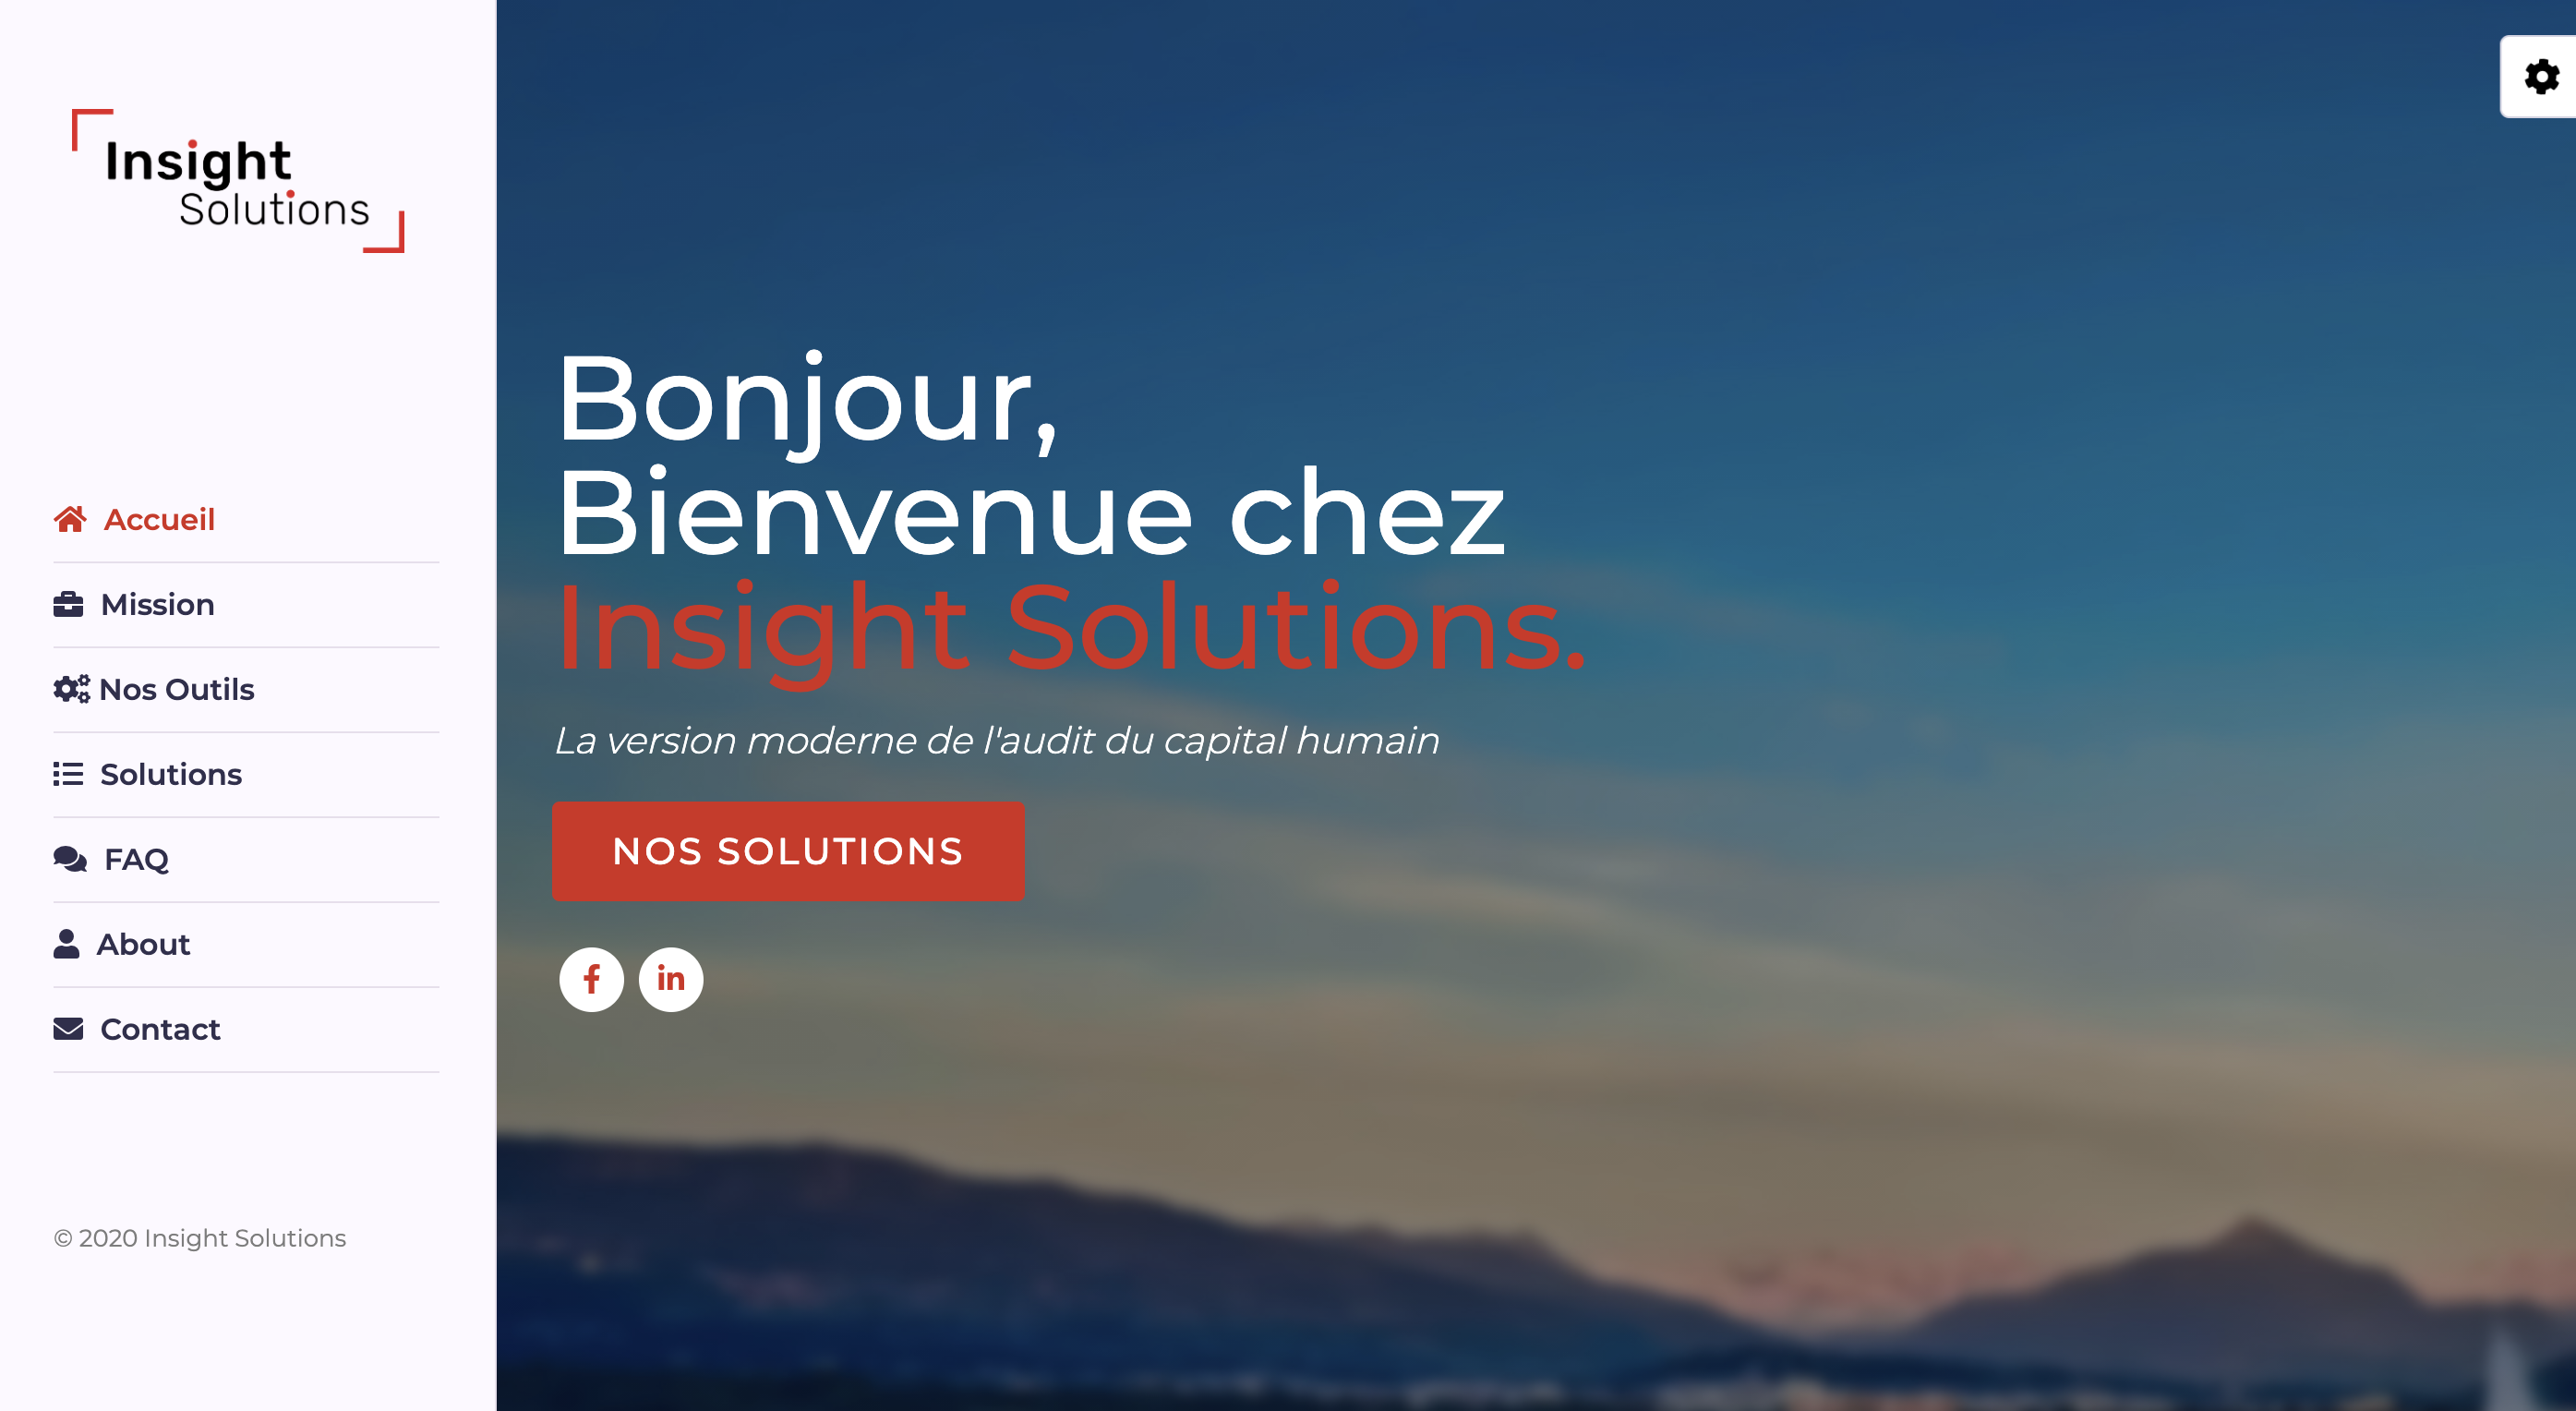 Insight
Solutions
Accueil
Mission
Nos Outils
Solutions
FAQ
About
Contact
© 2020 Insight Solutions
Bonjour,
Bienvenue chez
Insight Solutions.
La version moderne de l'audit du capital humain
NOS SOLUTIONS